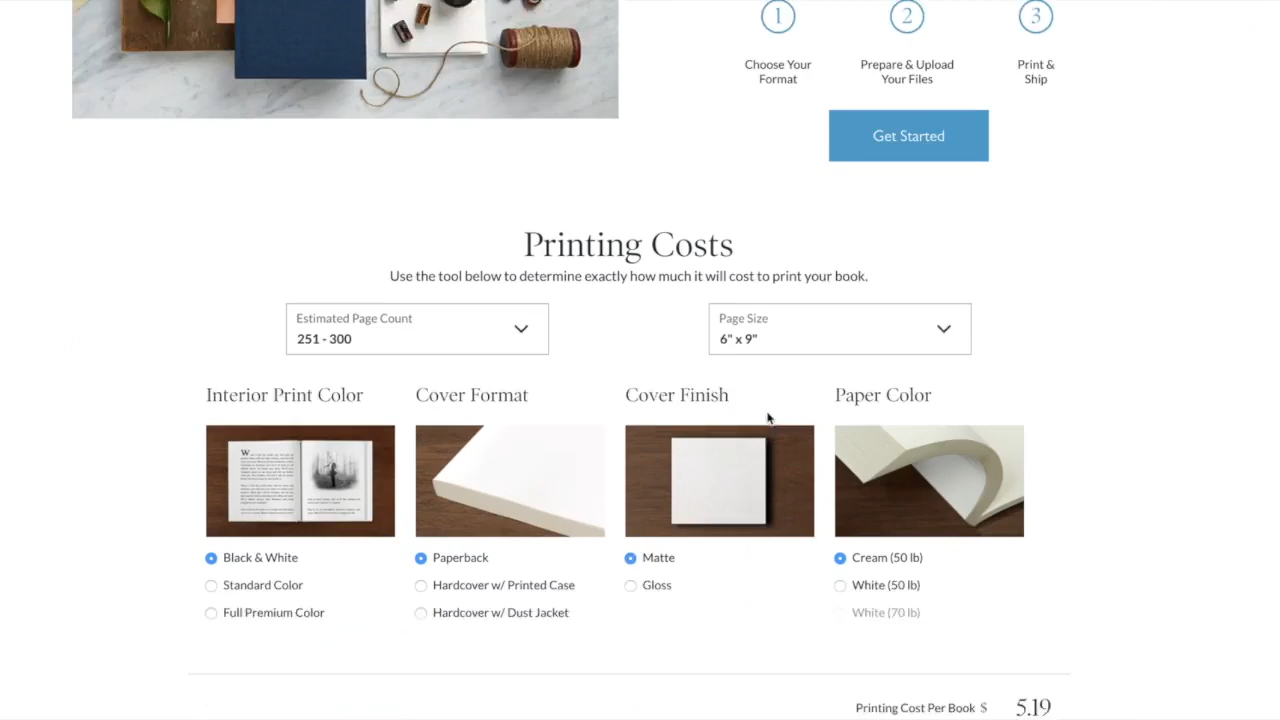 1
2
3
Choose Your
Format
Prepare & Upload
Your Files
Print &
Ship
Get Started
Printing Costs
Use the tool below to determine exactly how much it will cost to print your book.
Estimated Page Count
251 - 300
Page Size
6" x 9"
Interior Print Color
Cover Format
Cover Finish
Paper Color
Black & White
Standard Color
Full Premium Color
Paperback
Hardcover w/ Printed Case
Hardcover w/ Dust Jacket
Matte
Gloss
Cream (50 lb)
White (50 lb)
White (70 lb)
Printing Cost Per Book $ 5.19